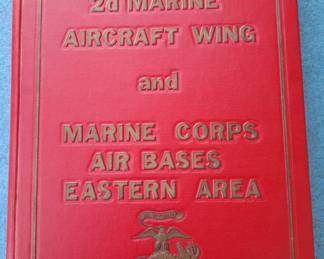 2d MARINE
AIRCRAFT WING
and
MARINE CORPS
AIR BASES
EASTERN AREA